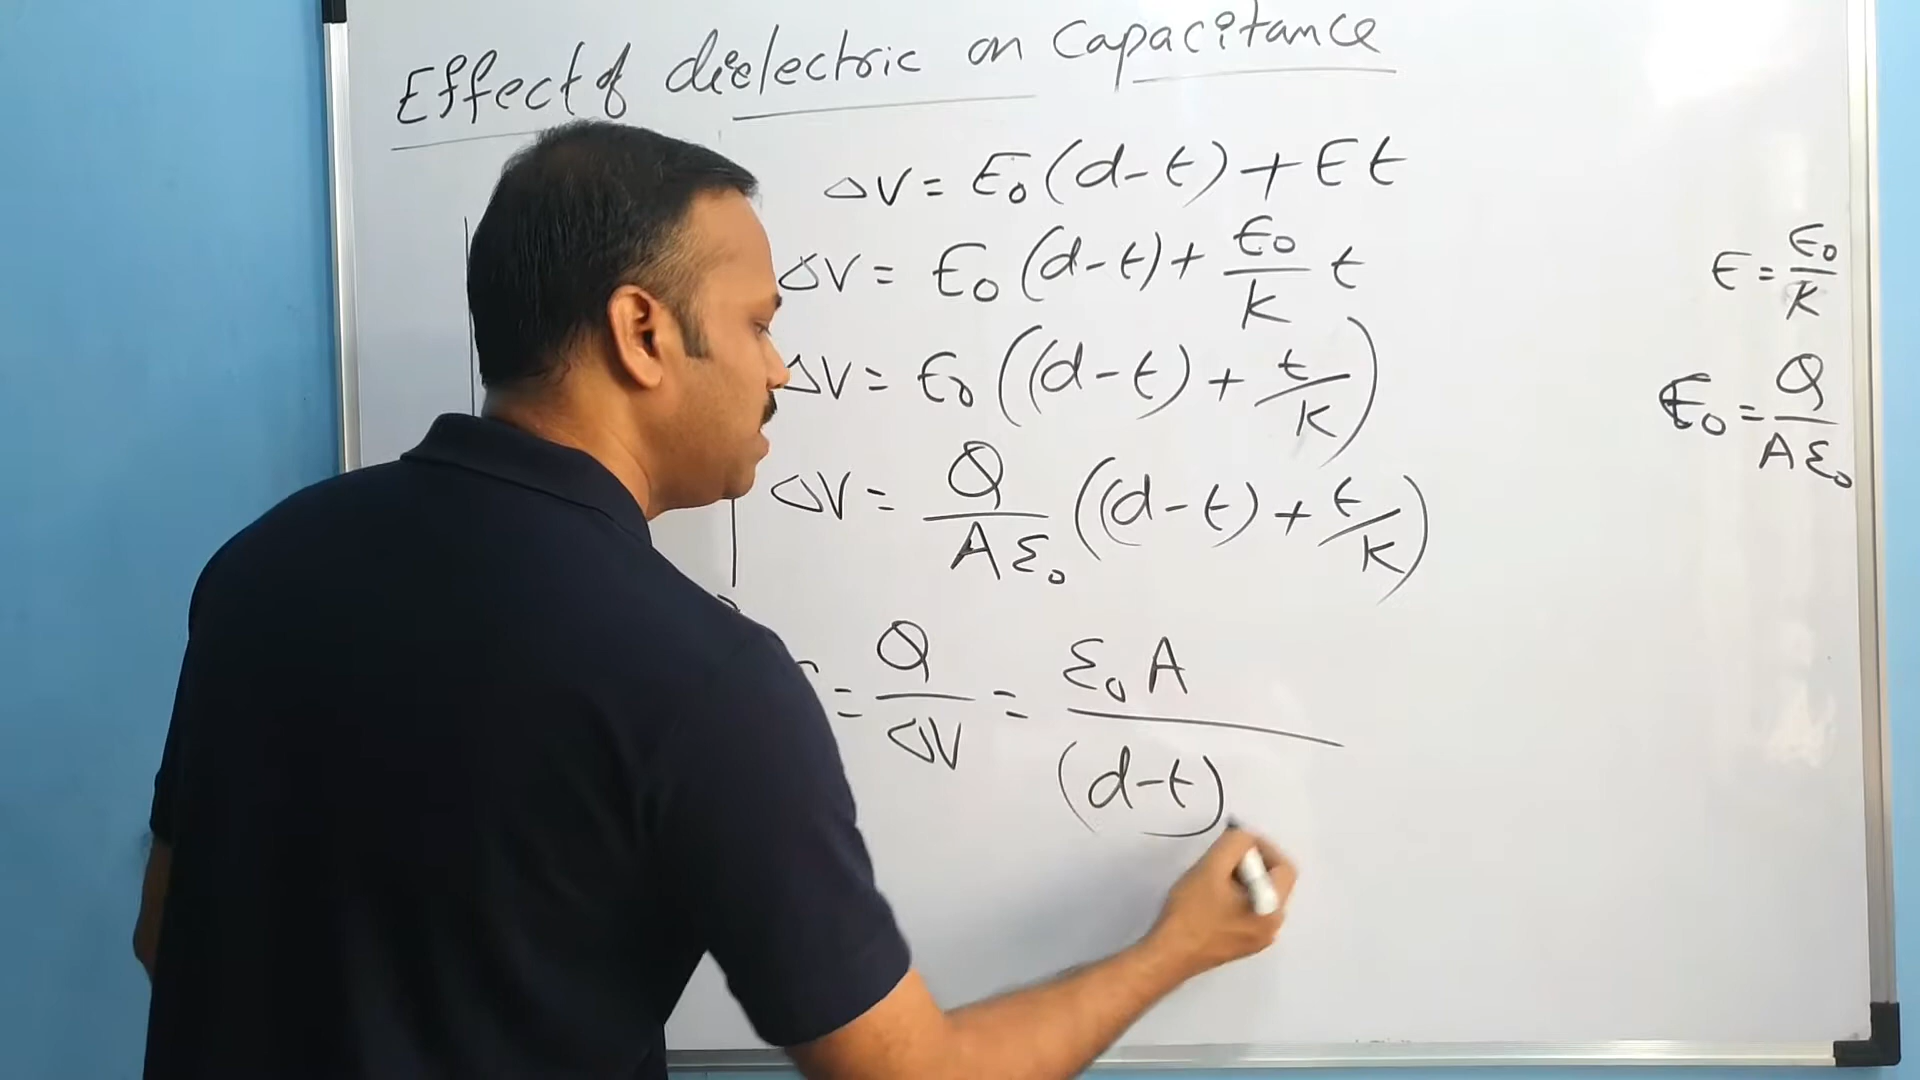 Effect of dielectric on Capacitance
ΔV = E₀(d-t) + Et
ΔV = E₀(d-t) + E₀/K t
E = E₀/K
ΔV = E₀((d-t) + t/K)
E₀ = Q/Aε₀
ΔV = Q/Aε₀ ((d-t) + t/K)
= Q/ΔV = ε₀A/(d-t)